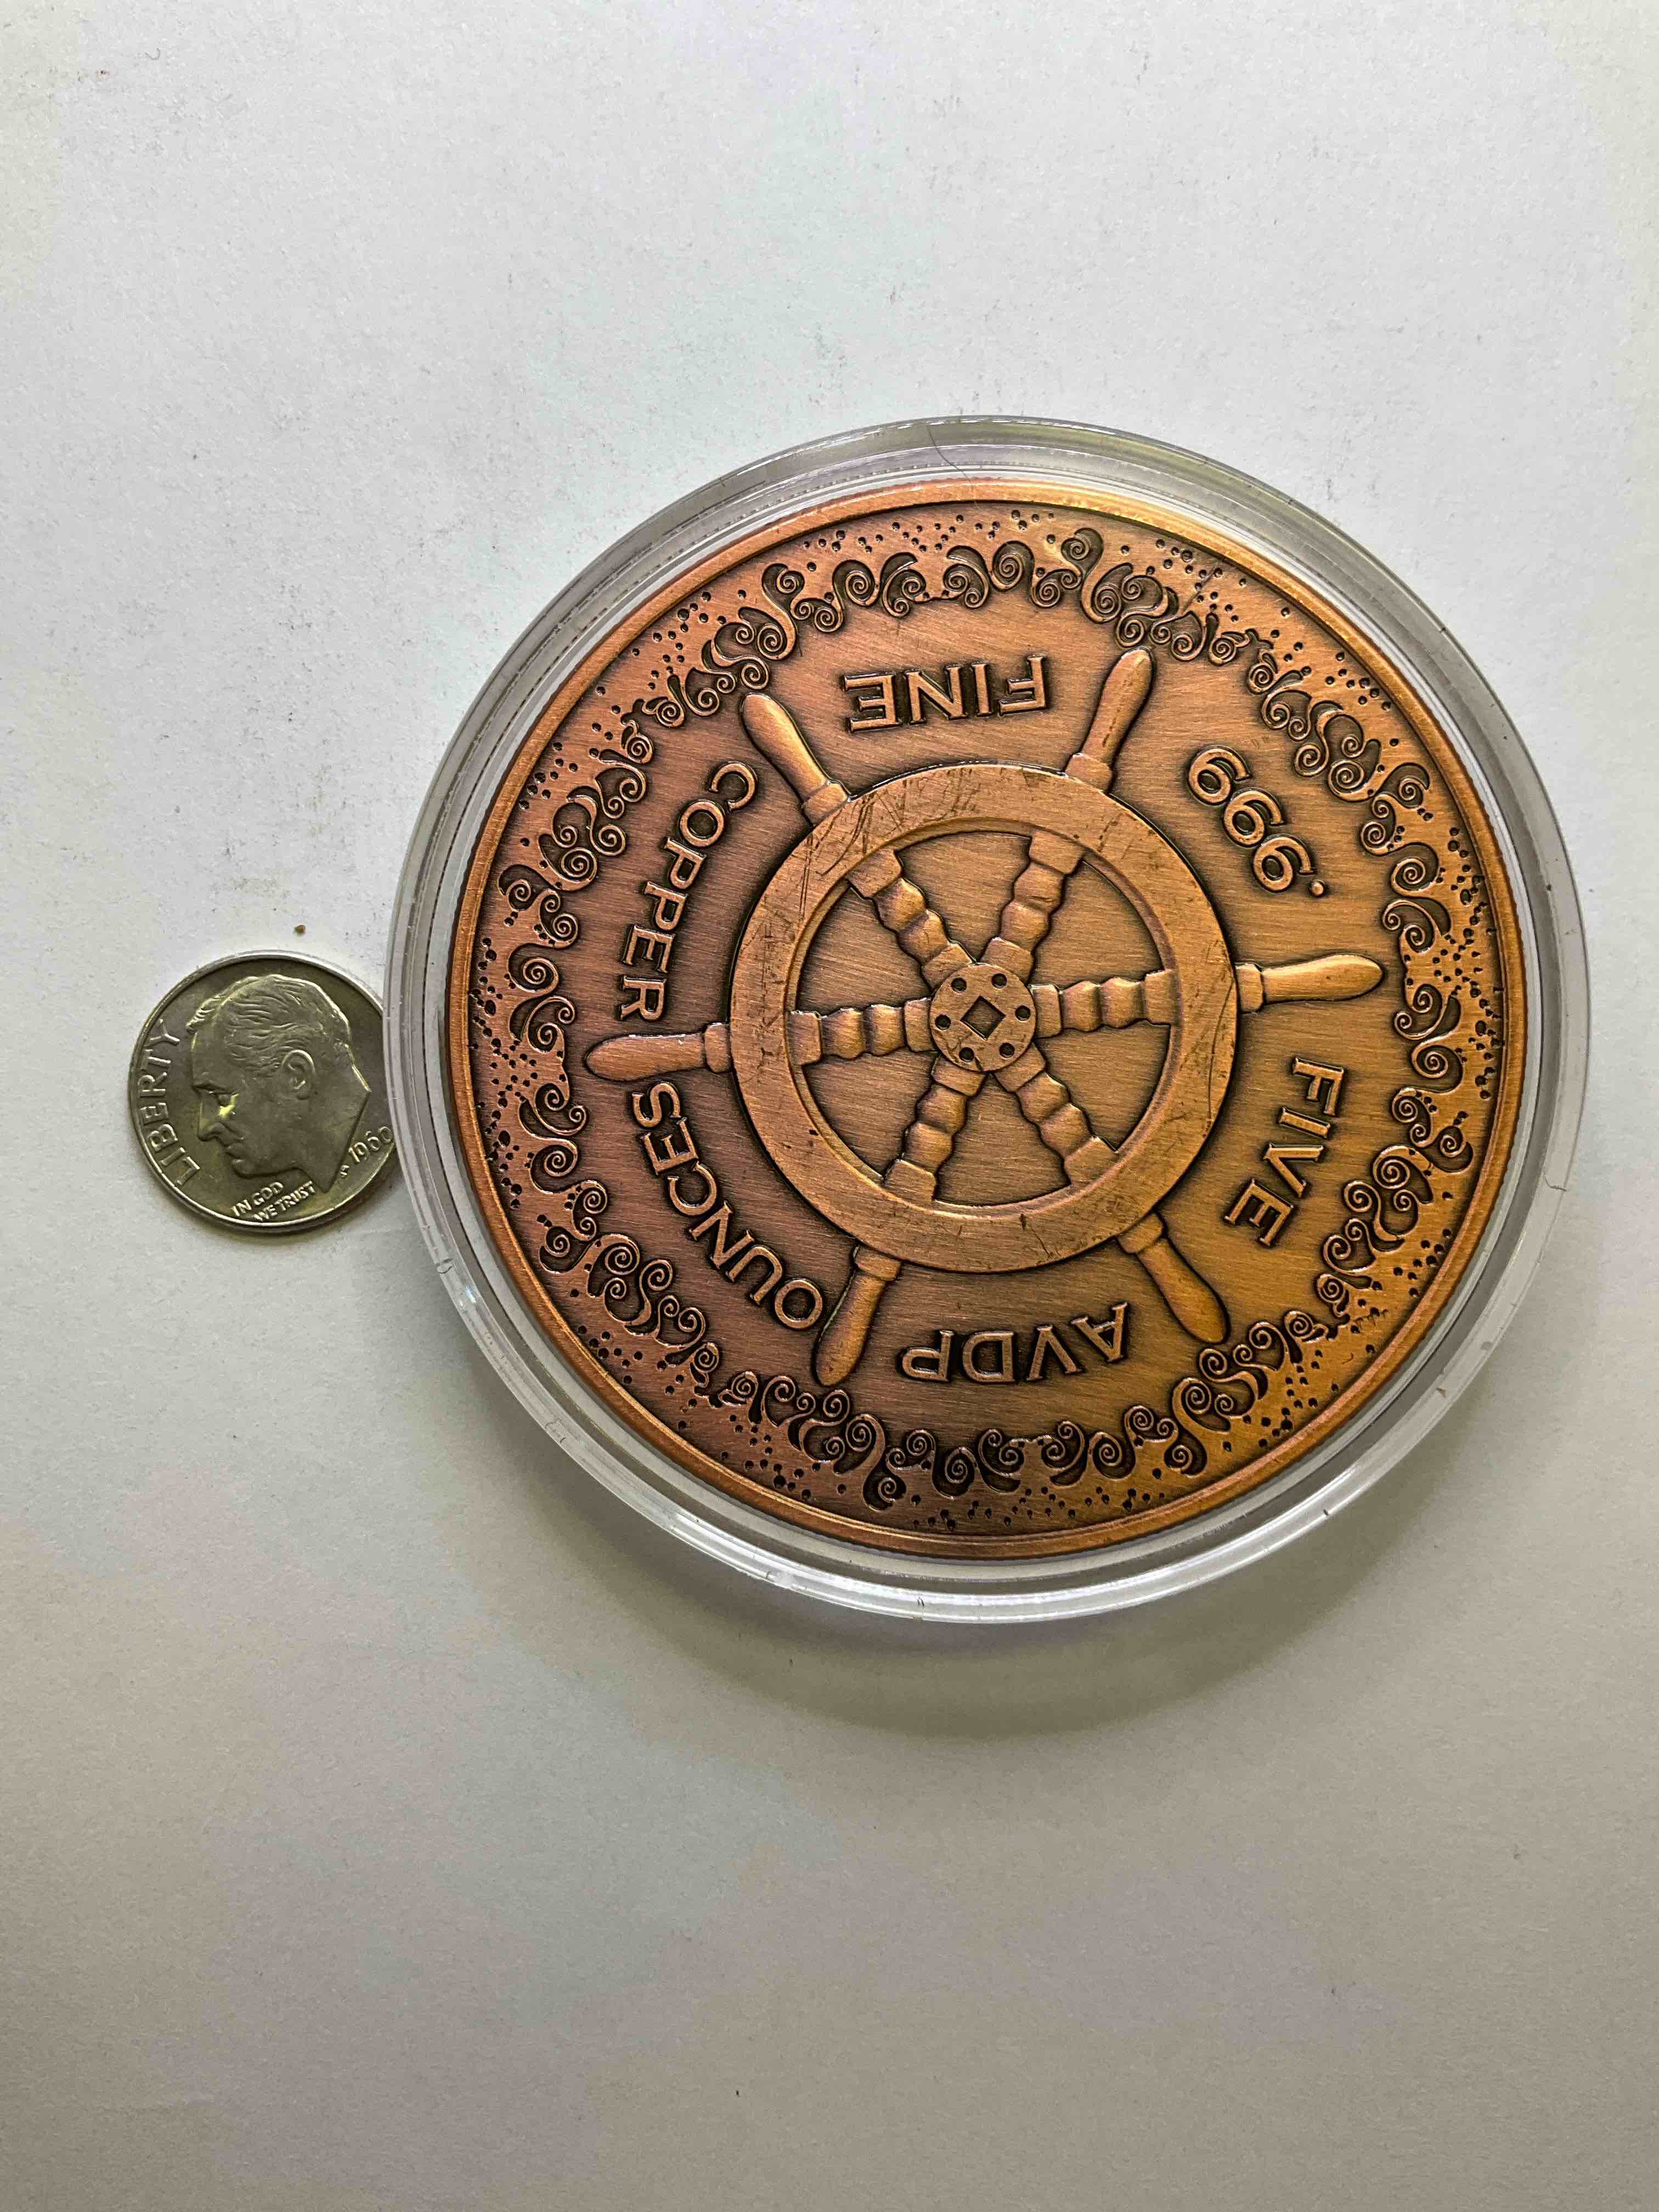 LIBERTY
IN GOD
WE TRUST
1960
FIVE
AVDP
OUNCES
.999
FINE
COPPER